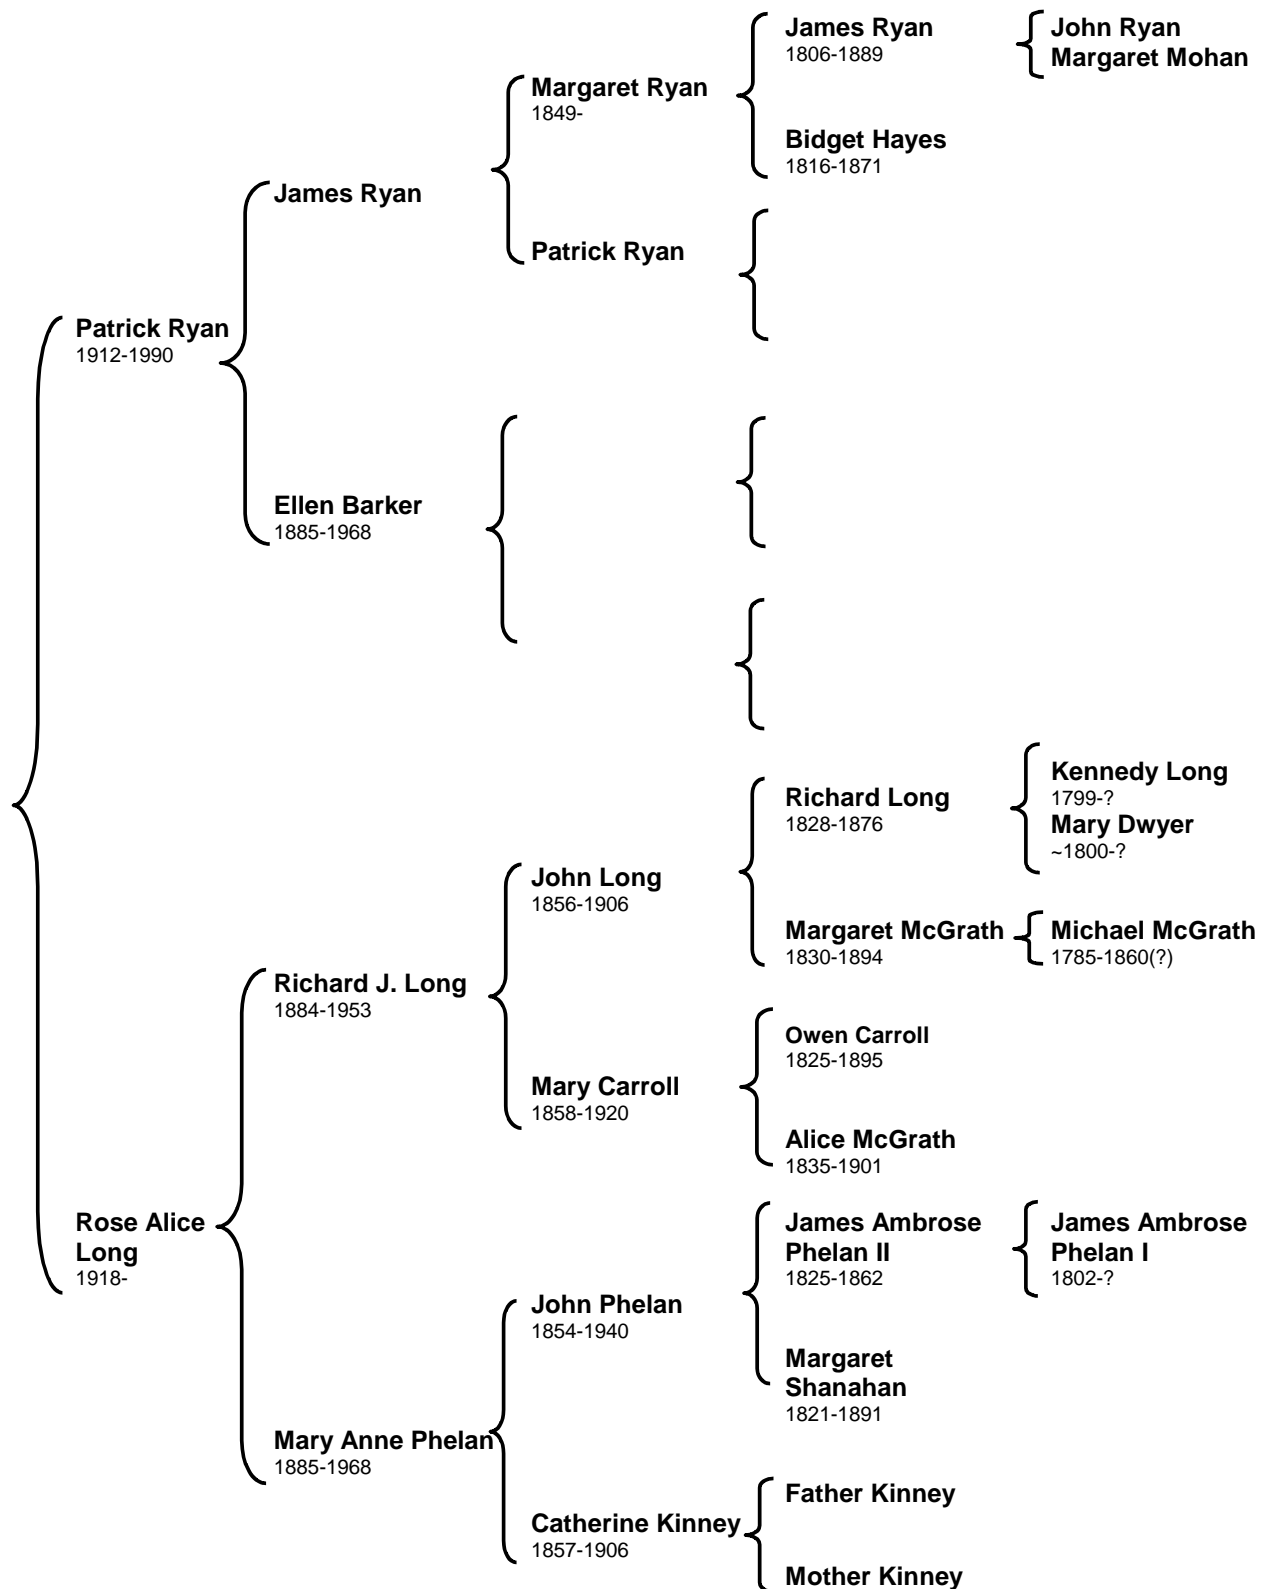 James Ryan
1806-1889
John Ryan
Margaret Mohan
Margaret Ryan
1849-
Bidget Hayes
1816-1871
James Ryan
Patrick Ryan
Patrick Ryan
1912-1990
Ellen Barker
1885-1968
Richard Long
1828-1876
Kennedy Long
1799-?
Mary Dwyer
~1800-?
John Long
1856-1906
Margaret McGrath
1830-1894
Michael McGrath
1785-1860(?)
Richard J. Long
1884-1953
Owen Carroll
1825-1895
Mary Carroll
1858-1920
Alice McGrath
1835-1901
Rose Alice
Long
1918-
James Ambrose
Phelan II
1825-1862
James Ambrose
Phelan I
1802-?
John Phelan
1854-1940
Margaret
Shanahan
1821-1891
Mary Anne Phelan
1885-1968
Father Kinney
Catherine Kinney
1857-1906
Mother Kinney